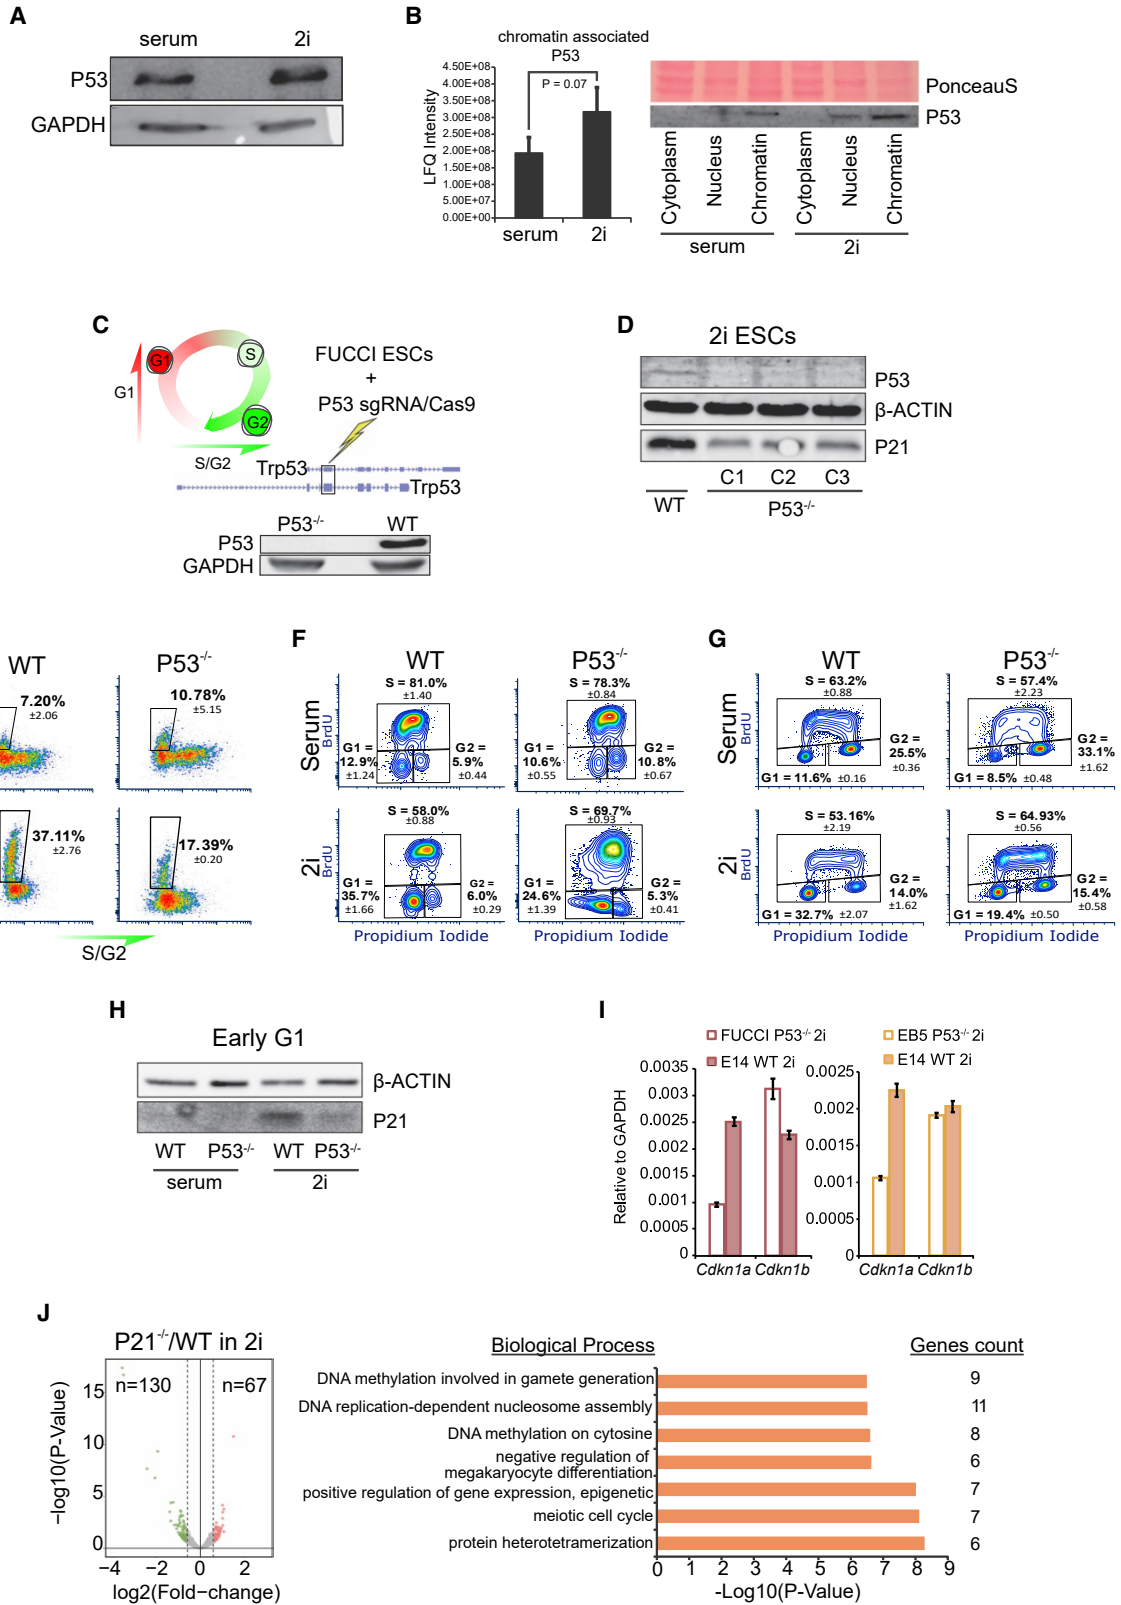 A
serum 2i
P53
GAPDH
B
chromatin associated
P53
P = 0.07
LFQ Intensity
4.50E+08
4.00E+08
3.50E+08
3.00E+08
2.50E+08
2.00E+08
1.50E+08
1.00E+08
5.00E+07
0.00E+00
serum 2i
PonceauS
P53
Cytoplasm
Nucleus
Chromatin
Cytoplasm
Nucleus
Chromatin
serum 2i
C
G1 S G2
G1
S/G2
FUCCI ESCs
+
P53 sgRNA/Cas9
Trp53
Trp53
P53-/- WT
P53
GAPDH
D
2i ESCs
P53
β-ACTIN
P21
C1 C2 C3
WT P53-/-
WT P53-/-
7.20%
±2.06
10.78%
±5.15
37.11%
±2.76
17.39%
±0.20
S/G2
F
WT P53-/-
Serum
BrdU
S = 81.0%
±1.40
G1 =
12.9%
±1.24
G2 =
5.9%
±0.44
S = 78.3%
±0.84
G1 =
10.6%
±0.55
G2 =
10.8%
±0.67
2i
BrdU
S = 58.0%
±0.88
G1 =
35.7%
±1.66
G2 =
6.0%
±0.29
S = 69.7%
±0.93
G1 =
24.6%
±1.39
G2 =
5.3%
±0.41
Propidium Iodide Propidium Iodide
G
WT P53-/-
Serum
BrdU
S = 63.2%
±0.88
G2 =
25.5%
±0.36
G1 = 11.6% ±0.16
S = 57.4%
±2.23
G2 =
33.1%
±1.62
G1 = 8.5% ±0.48
2i
BrdU
S = 53.16%
±2.19
G2 =
14.0%
±1.62
G1 = 32.7% ±2.07
S = 64.93%
±0.56
G2 =
15.4%
±0.58
G1 = 19.4% ±0.50
Propidium Iodide Propidium Iodide
H
Early G1
β-ACTIN
P21
WT P53-/- WT P53-/-
serum 2i
I
FUCCI P53-/- 2i
E14 WT 2i
EB5 P53-/- 2i
E14 WT 2i
Relative to GAPDH
0.0035
0.003
0.0025
0.002
0.0015
0.001
0.0005
0
Cdkn1a Cdkn1b
0.0025
0.002
0.0015
0.001
0.0005
0
Cdkn1a Cdkn1b
J
P21-/-/WT in 2i
n=130 n=67
−log10(P-Value)
15
10
5
0
−4 −2 0 2
log2(Fold−change)
Biological Process Genes count
DNA methylation involved in gamete generation 9
DNA replication-dependent nucleosome assembly 11
DNA methylation on cytosine 8
negative regulation of
megakaryocyte differentiation 6
positive regulation of gene expression, epigenetic 7
meiotic cell cycle 7
protein heterotetramerization 6
0 1 2 3 4 5 6 7 8 9
-Log10(P-Value)